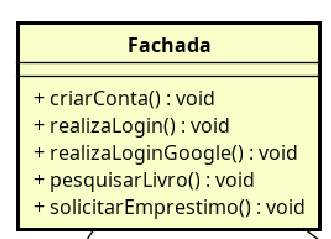 Fachada
+ criarConta() : void
+ realizaLogin() : void
+ realizaLoginGoogle() : void
+ pesquisarLivro() : void
+ solicitarEmprestimo() : void